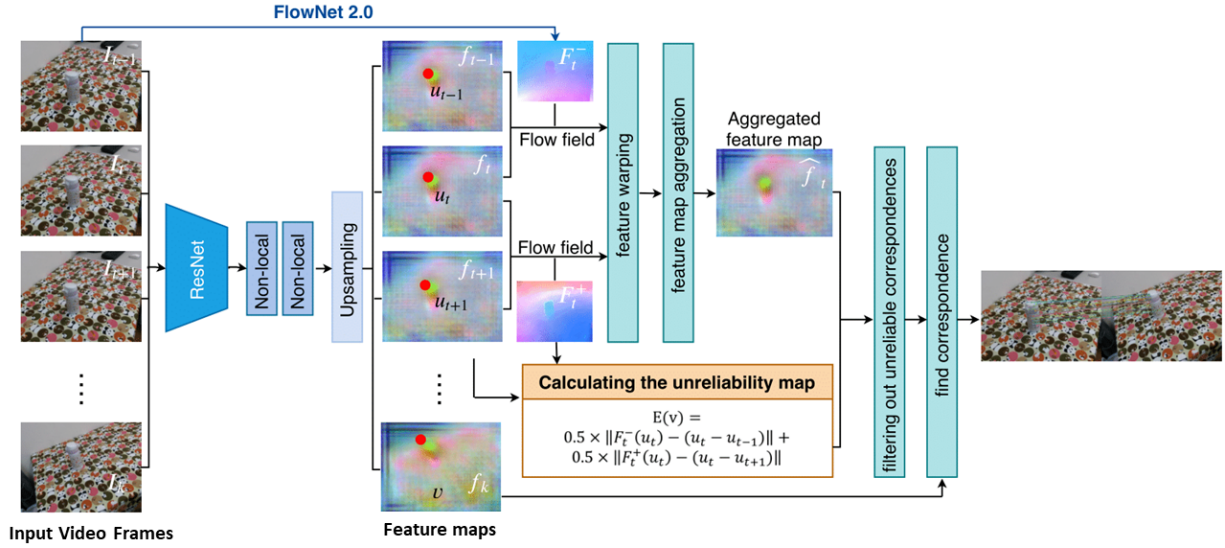 FlowNet 2.0
I_{t-1}
I_t
I_{t+1}
⋮
I_k
Input Video Frames
ResNet
Non-local
Non-local
Upsampling
f_{t-1}
u_{t-1}
f_t
u_t
f_{t+1}
u_{t+1}
⋮
f_k
v
Feature maps
F_t^-
Flow field
Flow field
F_t^+
feature warping
feature map aggregation
Aggregated
feature map
\widehat{f}_t
Calculating the unreliability map
E(v) =
0.5 × ‖F_t^-(u_t) − (u_t − u_{t−1})‖ +
0.5 × ‖F_t^+(u_t) − (u_t − u_{t+1})‖
filtering out unreliable correspondences
find correspondence